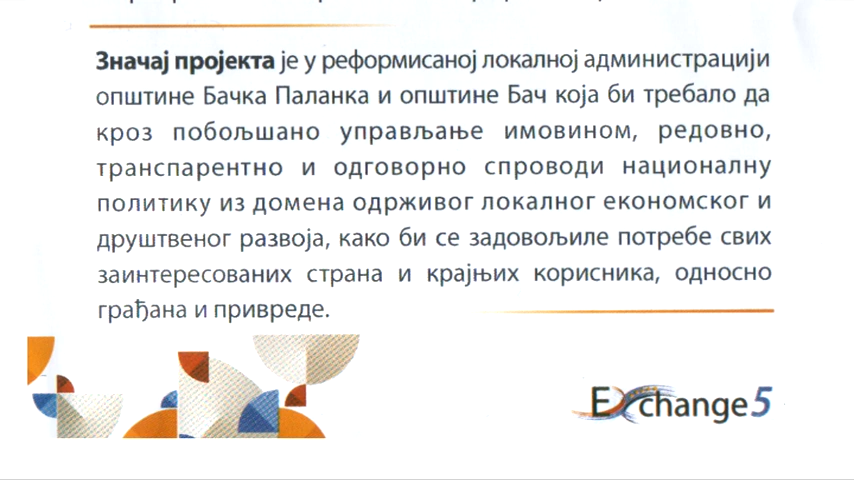 Значај пројекта је у реформисаној локалној администрацији
општине Бачка Паланка и општине Бач која би требало да
кроз побољшано управљање имовином, редовно,
транспарентно и одговорно спроводи националну
политику из домена одрживог локалног економског и
друштвеног развоја, како би се задовољиле потребе свих
заинтересованих страна и крајњих корисника, односно
грађана и привреде.
EXchange 5